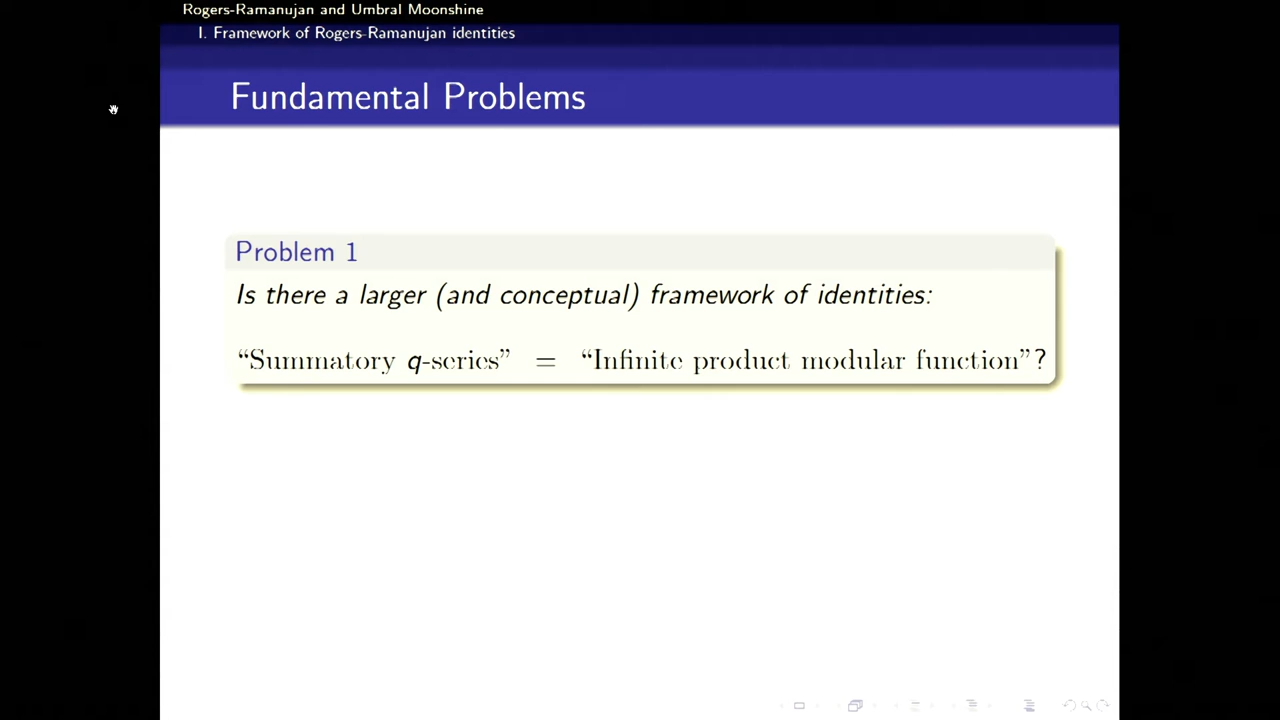 Rogers-Ramanujan and Umbral Moonshine
I. Framework of Rogers-Ramanujan identities
Fundamental Problems
Problem 1
Is there a larger (and conceptual) framework of identities:
“Summatory q-series” = “Infinite product modular function”?